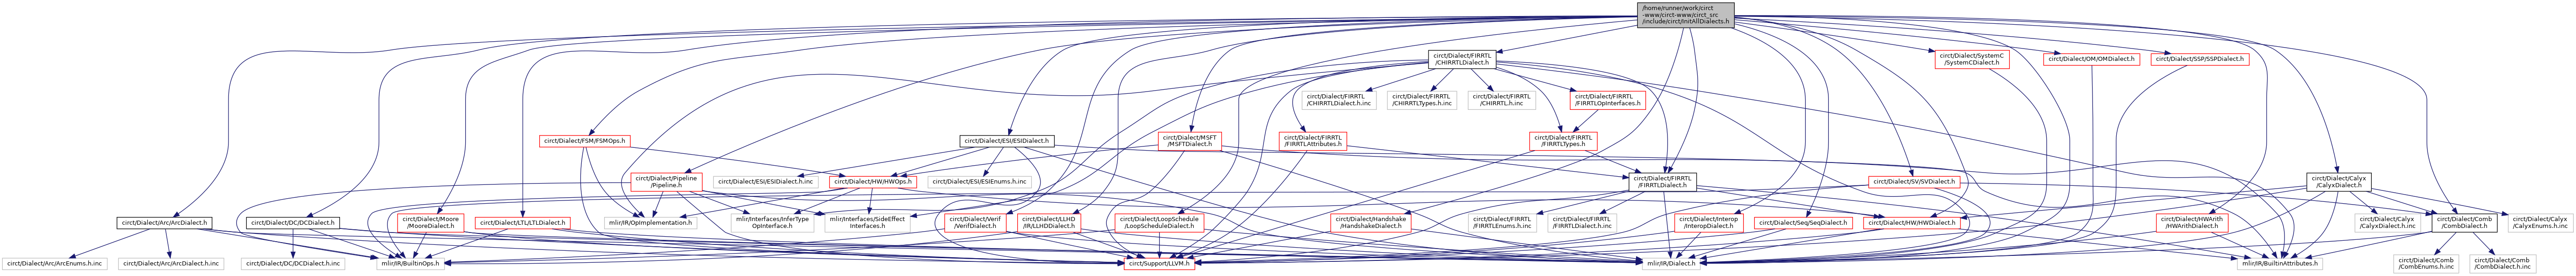 /home/runner/work/circt
-www/circt-www/circt_src
/include/circt/InitAllDialects.h
circt/Dialect/FIRRTL
/CHIRRTLDialect.h
circt/Dialect/SystemC
/SystemCDialect.h
circt/Dialect/OM/OMDialect.h
circt/Dialect/SSP/SSPDialect.h
circt/Dialect/FIRRTL
/CHIRRTLDialect.h.inc
circt/Dialect/FIRRTL
/CHIRRTLTypes.h.inc
circt/Dialect/FIRRTL
/CHIRRTL.h.inc
circt/Dialect/FIRRTL
/FIRRTLOpInterfaces.h
circt/Dialect/FSM/FSMOps.h
circt/Dialect/ESI/ESIDialect.h
circt/Dialect/MSFT
/MSFTDialect.h
circt/Dialect/FIRRTL
/FIRRTLAttributes.h
circt/Dialect/FIRRTL
/FIRRTLTypes.h
circt/Dialect/Pipeline
/Pipeline.h
circt/Dialect/ESI/ESIDialect.h.inc
circt/Dialect/HW/HWOps.h
circt/Dialect/ESI/ESIEnums.h.inc
circt/Dialect/FIRRTL
/FIRRTLDialect.h
circt/Dialect/SV/SVDialect.h
circt/Dialect/Calyx
/CalyxDialect.h
circt/Dialect/Arc/ArcDialect.h
circt/Dialect/DC/DCDialect.h
circt/Dialect/Moore
/MooreDialect.h
circt/Dialect/LTL/LTLDialect.h
mlir/IR/OpImplementation.h
mlir/Interfaces/InferType
OpInterface.h
mlir/Interfaces/SideEffect
Interfaces.h
circt/Dialect/Verif
/VerifDialect.h
circt/Dialect/LLHD
/IR/LLHDDialect.h
circt/Dialect/LoopSchedule
/LoopScheduleDialect.h
circt/Dialect/Handshake
/HandshakeDialect.h
circt/Dialect/FIRRTL
/FIRRTLEnums.h.inc
circt/Dialect/FIRRTL
/FIRRTLDialect.h.inc
circt/Dialect/Interop
/InteropDialect.h
circt/Dialect/Seq/SeqDialect.h
circt/Dialect/HW/HWDialect.h
circt/Dialect/HWArith
/HWArithDialect.h
circt/Dialect/Calyx
/CalyxDialect.h.inc
circt/Dialect/Comb
/CombDialect.h
circt/Dialect/Calyx
/CalyxEnums.h.inc
circt/Dialect/Arc/ArcEnums.h.inc
circt/Dialect/Arc/ArcDialect.h.inc
circt/Dialect/DC/DCDialect.h.inc
mlir/IR/BuiltinOps.h
circt/Support/LLVM.h
mlir/IR/Dialect.h
mlir/IR/BuiltinAttributes.h
circt/Dialect/Comb
/CombEnums.h.inc
circt/Dialect/Comb
/CombDialect.h.inc